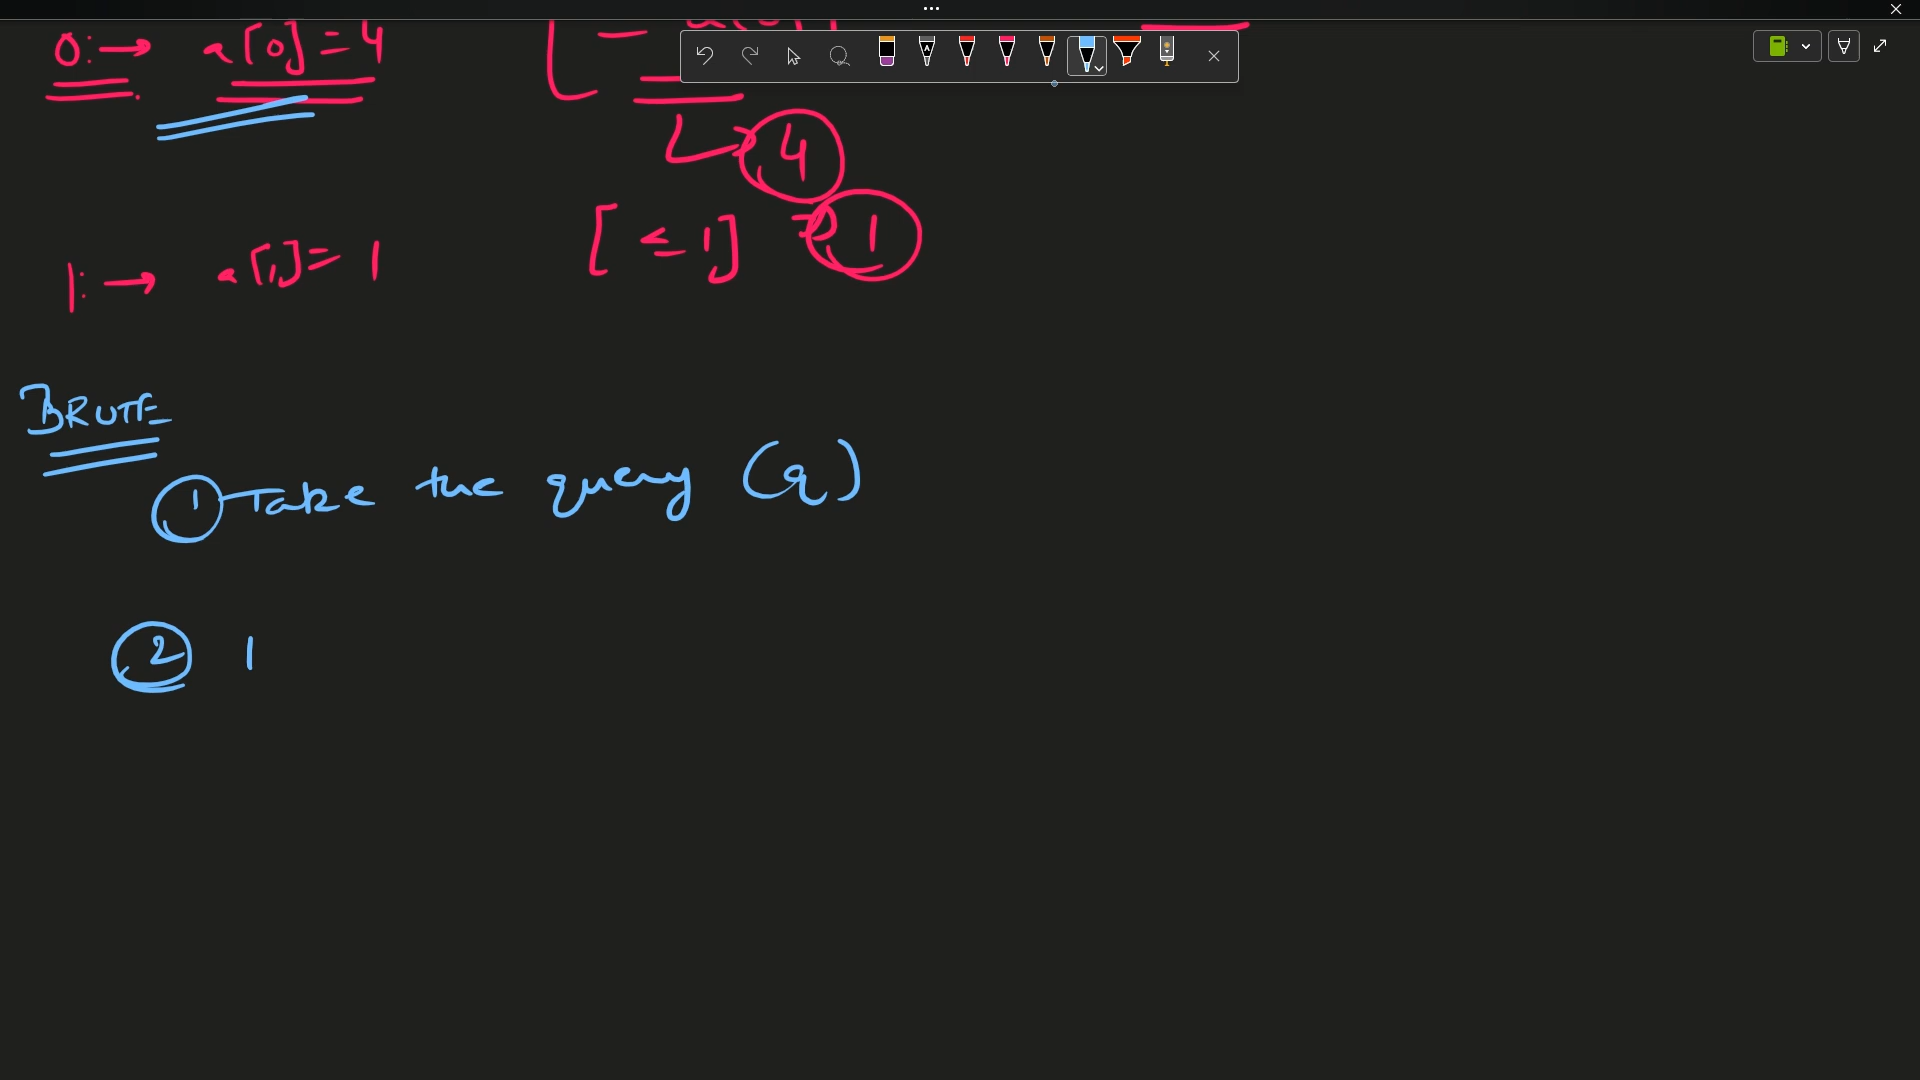 0: → a[0] = 4
4
1: → a[1] = 1 [≤ 1] → 1
BRUTE
1 Take the query (q)
2 1